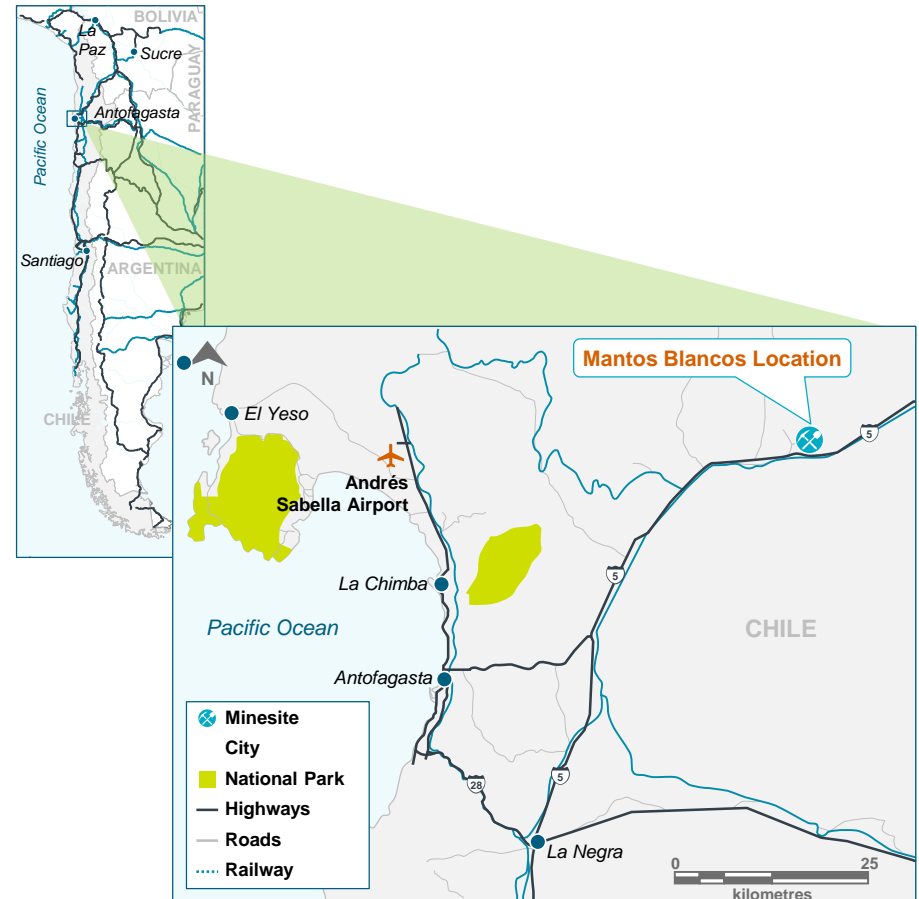 BOLIVIA
La
Paz
Sucre
PARAGUAY
Pacific Ocean
Antofagasta
Santiago
ARGENTINA
CHILE
N
Mantos Blancos Location
El Yeso
5
Andrés
Sabella Airport
5
La Chimba
5
Pacific Ocean
CHILE
Antofagasta
Minesite
City
National Park
Highways
Roads
Railway
28
5
La Negra
0 25
kilometres